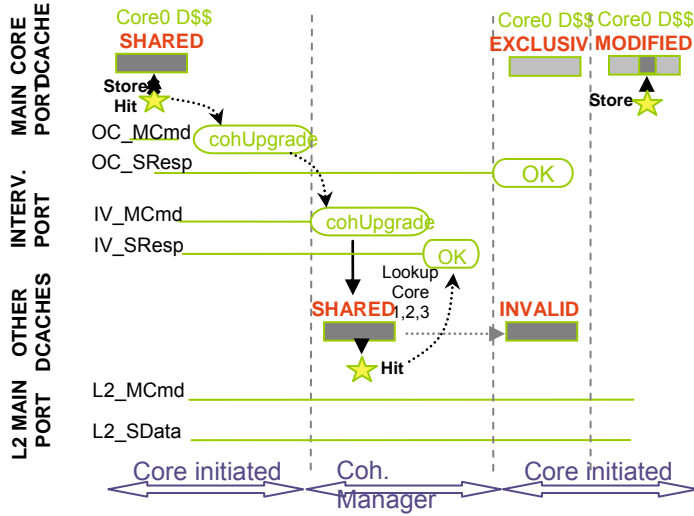 Core0 D$$
Core0 D$$
Core0 D$$
SHARED
EXCLUSIV
MODIFIED
MAIN CORE
PORT DCACHE
Store
Hit
Store
OC_MCmd
cohUpgrade
OC_SResp
OK
INTERV.
PORT
IV_MCmd
cohUpgrade
IV_SResp
OK
Lookup
Core
1,2,3
OTHER
DCACHES
SHARED
INVALID
Hit
L2 MAIN
PORT
L2_MCmd
L2_SData
Core initiated
Coh.
Manager
Core initiated